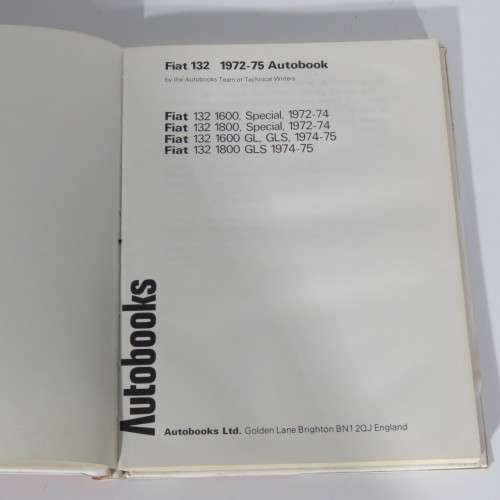 Fiat 132 1972-75 Autobook
by the Autobooks Team of Technical Writers
Fiat 132 1600, Special, 1972-74
Fiat 132 1800, Special, 1972-74
Fiat 132 1600 GL, GLS, 1974-75
Fiat 132 1800 GLS 1974-75
Autobooks
Autobooks Ltd. Golden Lane Brighton BN1 2QJ England